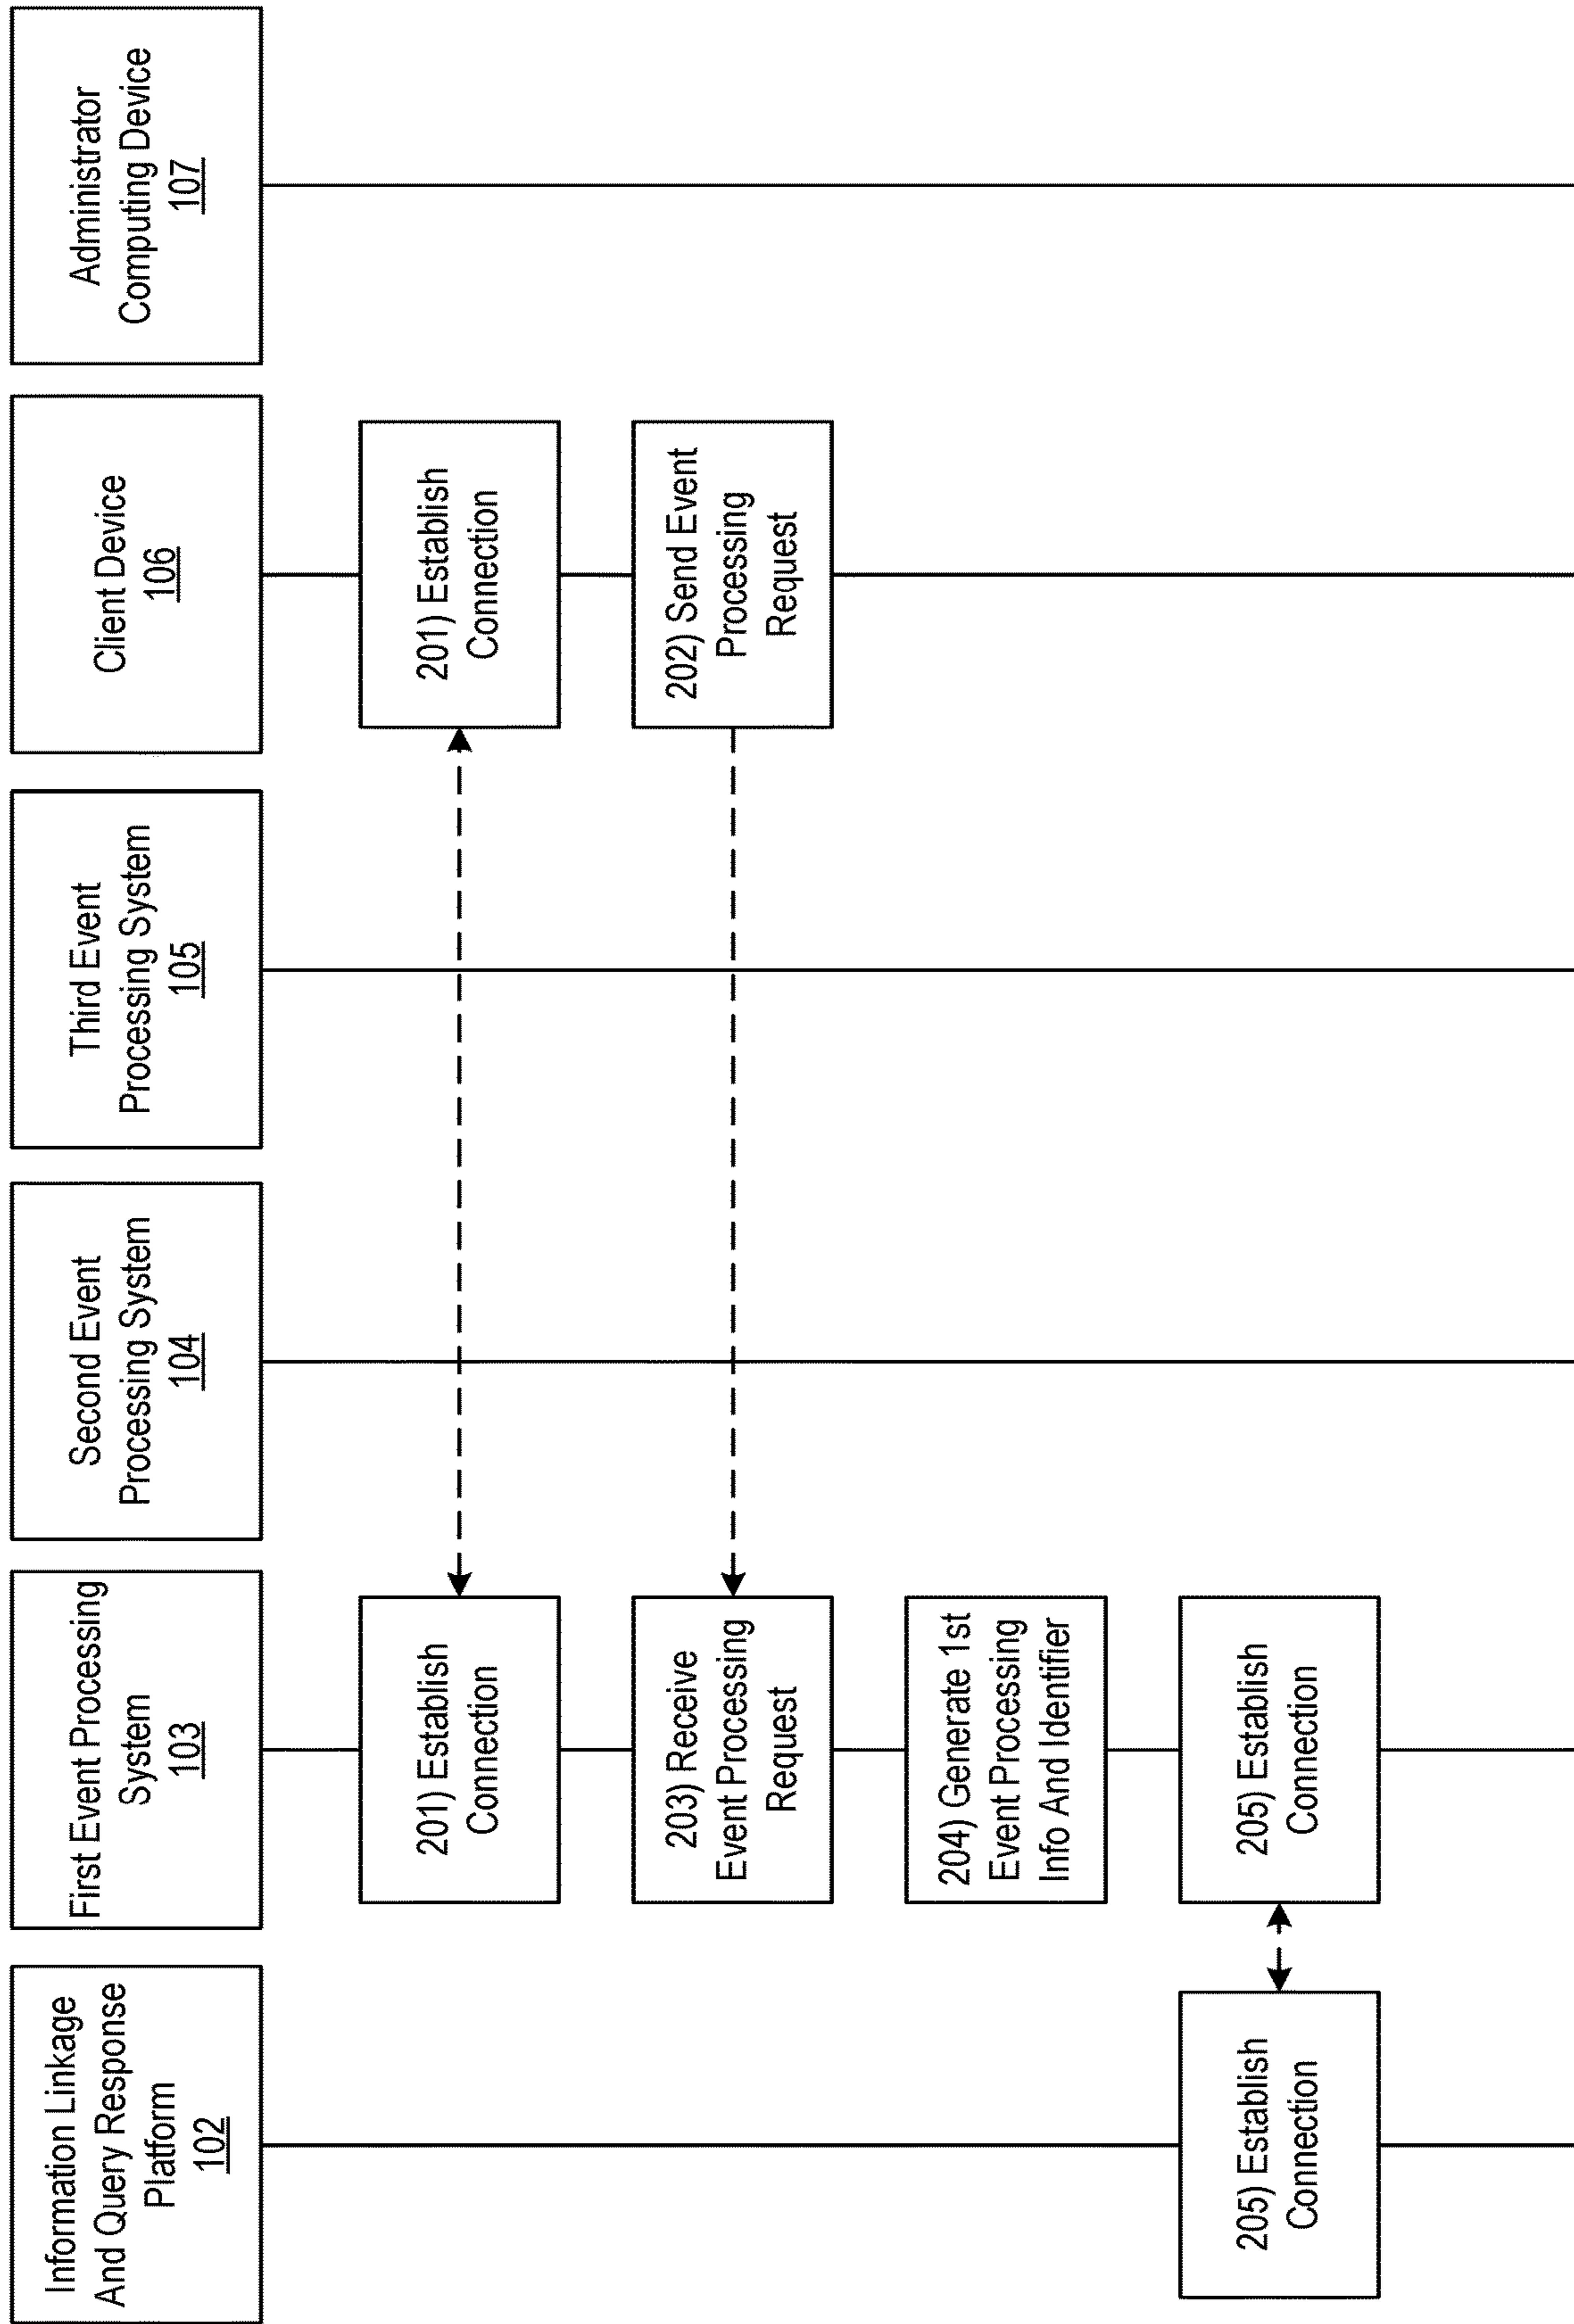 Information Linkage
And Query Response
Platform
102
First Event Processing
System
103
Second Event
Processing System
104
Third Event
Processing System
105
Client Device
106
Administrator
Computing Device
107
201) Establish
Connection
201) Establish
Connection
203) Receive
Event Processing
Request
202) Send Event
Processing
Request
204) Generate 1st
Event Processing
Info And Identifier
205) Establish
Connection
205) Establish
Connection